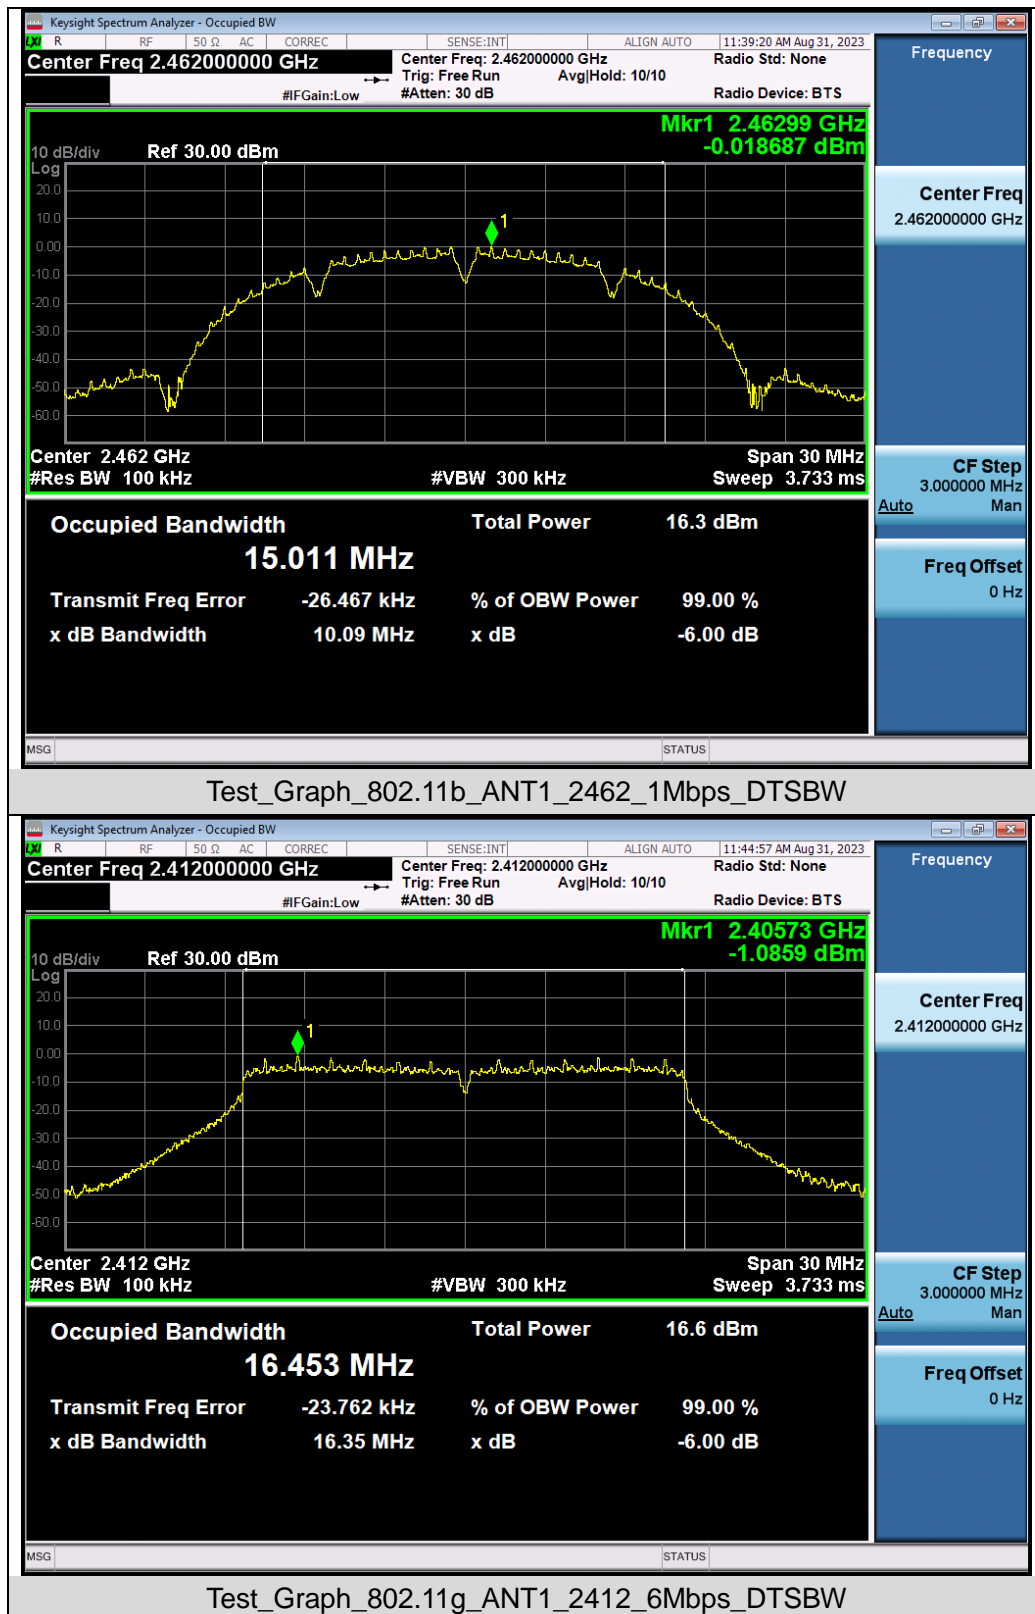 Keysight Spectrum Analyzer - Occupied BW
LXI R RF 50 Ω AC CORREC SENSE:INT ALIGN AUTO 11:39:20 AM Aug 31, 2023
Center Freq 2.462000000 GHz
Center Freq: 2.462000000 GHz Radio Std: None
Trig: Free Run Avg|Hold: 10/10
#IFGain:Low #Atten: 30 dB Radio Device: BTS
Frequency
Mkr1 2.46299 GHz
-0.018687 dBm
10 dB/div Ref 30.00 dBm
Log
20.0
10.0
0.00
-10.0
-20.0
-30.0
-40.0
-50.0
-60.0
1
Center 2.462 GHz Span 30 MHz
#Res BW 100 kHz #VBW 300 kHz Sweep 3.733 ms
Center Freq
2.462000000 GHz
CF Step
3.000000 MHz
Auto Man
Freq Offset
0 Hz
Occupied Bandwidth Total Power 16.3 dBm
15.011 MHz
Transmit Freq Error -26.467 kHz % of OBW Power 99.00 %
x dB Bandwidth 10.09 MHz x dB -6.00 dB
MSG STATUS
Test_Graph_802.11b_ANT1_2462_1Mbps_DTSBW
Keysight Spectrum Analyzer - Occupied BW
LXI R RF 50 Ω AC CORREC SENSE:INT ALIGN AUTO 11:44:57 AM Aug 31, 2023
Center Freq 2.412000000 GHz
Center Freq: 2.412000000 GHz Radio Std: None
Trig: Free Run Avg|Hold: 10/10
#IFGain:Low #Atten: 30 dB Radio Device: BTS
Frequency
Mkr1 2.40573 GHz
-1.0859 dBm
10 dB/div Ref 30.00 dBm
Log
20.0
10.0
0.00
-10.0
-20.0
-30.0
-40.0
-50.0
-60.0
1
Center 2.412 GHz Span 30 MHz
#Res BW 100 kHz #VBW 300 kHz Sweep 3.733 ms
Center Freq
2.412000000 GHz
CF Step
3.000000 MHz
Auto Man
Freq Offset
0 Hz
Occupied Bandwidth Total Power 16.6 dBm
16.453 MHz
Transmit Freq Error -23.762 kHz % of OBW Power 99.00 %
x dB Bandwidth 16.35 MHz x dB -6.00 dB
MSG STATUS
Test_Graph_802.11g_ANT1_2412_6Mbps_DTSBW